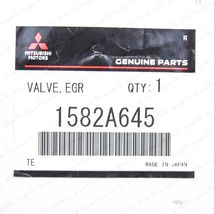 MITSUBISHI
MOTORS
GENUINE PARTS
R
VALVE, EGR QTY: 1
1582A645
TE MADE IN JAPAN